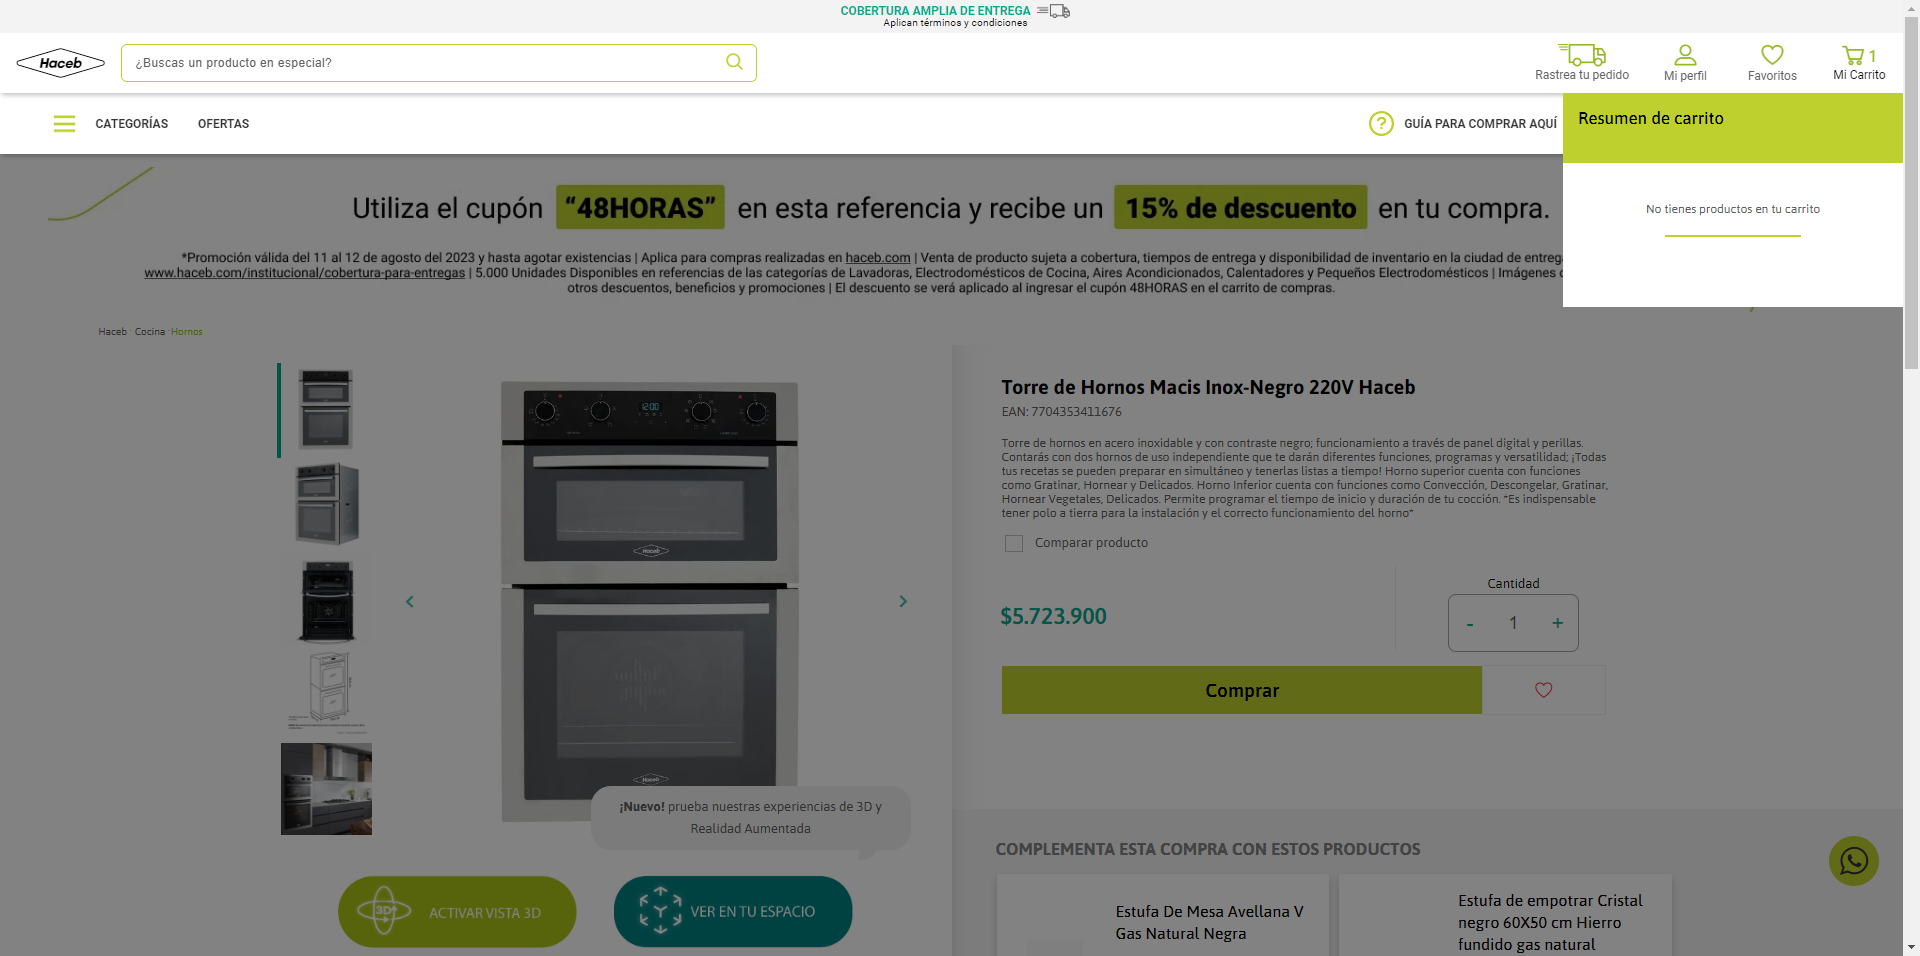 COBERTURA AMPLIA DE ENTREGA
Aplican términos y condiciones
Haceb
¿Buscas un producto en especial?
Rastrea tu pedido
Mi perfil
Favoritos
1
Mi Carrito
CATEGORÍAS
OFERTAS
GUÍA PARA COMPRAR AQUÍ
Resumen de carrito
No tienes productos en tu carrito
Utiliza el cupón “48HORAS” en esta referencia y recibe un 15% de descuento en tu compra.
*Promoción válida del 11 al 12 de agosto del 2023 y hasta agotar existencias | Aplica para compras realizadas en haceb.com | Venta de producto sujeta a cobertura, tiempos de entrega y disponibilidad de inventario en la ciudad de entrega
www.haceb.com/institucional/cobertura-para-entregas | 5.000 Unidades Disponibles en referencias de las categorías de Lavadoras, Electrodomésticos de Cocina, Aires Acondicionados, Calentadores y Pequeños Electrodomésticos | Imágenes
otros descuentos, beneficios y promociones | El descuento se verá aplicado al ingresar el cupón 48HORAS en el carrito de compras.
Haceb · Cocina · Hornos
12:00
Haceb
Haceb
Torre de Hornos Macis Inox-Negro 220V Haceb
EAN: 7704353411676
Torre de hornos en acero inoxidable y con contraste negro; funcionamiento a través de panel digital y perillas.
Contarás con dos hornos de uso independiente que te darán diferentes funciones, programas y versatilidad; ¡Todas
tus recetas se pueden preparar en simultáneo y tenerlas listas a tiempo! Horno superior cuenta con funciones
como Gratinar, Hornear y Delicados. Horno Inferior cuenta con funciones como Convección, Descongelar, Gratinar,
Hornear Vegetales, Delicados. Permite programar el tiempo de inicio y duración de tu cocción. *Es indispensable
tener polo a tierra para la instalación y el correcto funcionamiento del horno*
Comparar producto
$5.723.900
Cantidad
- 1 +
Comprar
¡Nuevo! prueba nuestras experiencias de 3D y
Realidad Aumentada
3D ACTIVAR VISTA 3D
VER EN TU ESPACIO
COMPLEMENTA ESTA COMPRA CON ESTOS PRODUCTOS
Estufa De Mesa Avellana V
Gas Natural Negra
Estufa de empotrar Cristal
negro 60X50 cm Hierro
fundido gas natural